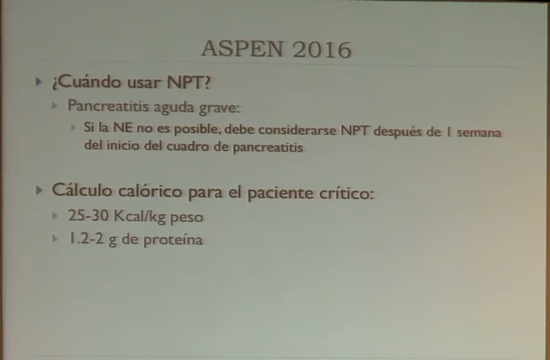 ASPEN 2016
¿Cuándo usar NPT?
Pancreatitis aguda grave:
Si la NE no es posible, debe considerarse NPT después de 1 semana
del inicio del cuadro de pancreatitis
Cálculo calórico para el paciente crítico:
25-30 Kcal/kg peso
1.2-2 g de proteína